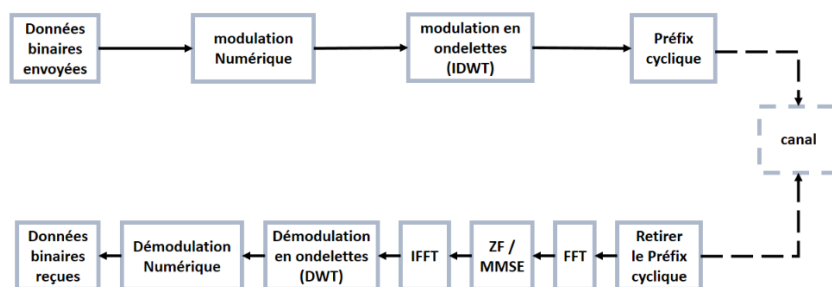 Données
binaires
envoyées
modulation
Numérique
modulation en
ondelettes
(IDWT)
Préfix
cyclique
canal
Données
binaires
reçues
Démodulation
Numérique
Démodulation
en ondelettes
(DWT)
IFFT
ZF /
MMSE
FFT
Retirer
le Préfix
cyclique